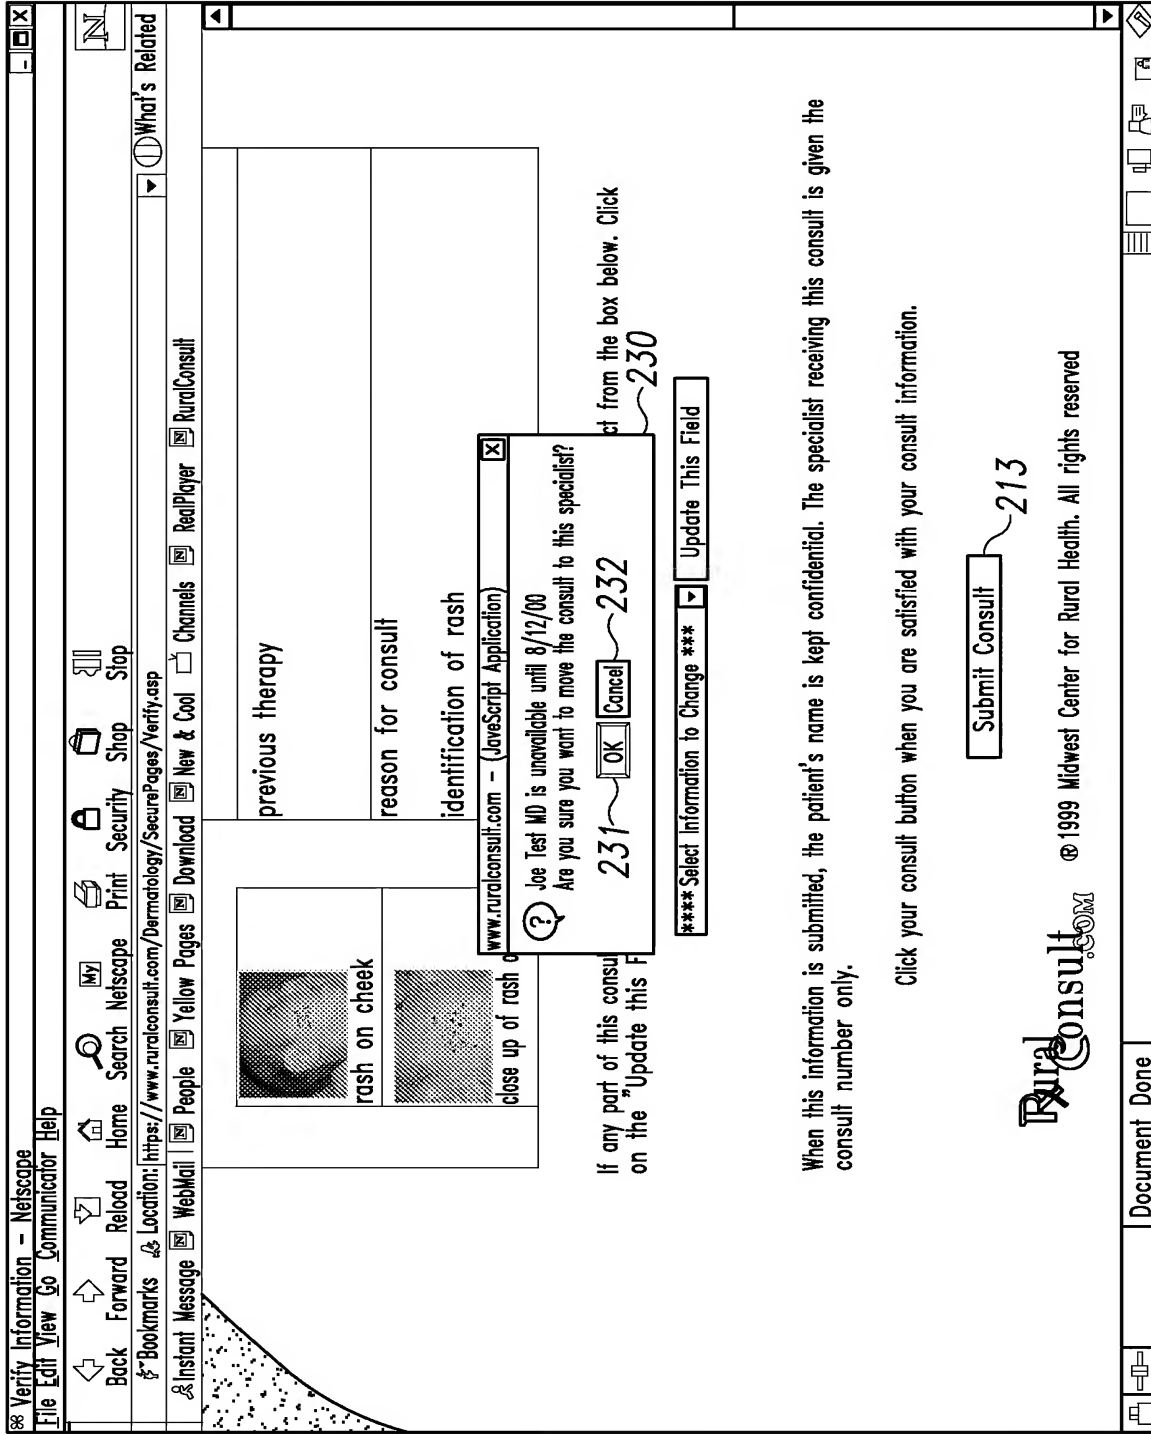 Verify Information - Netscape
File Edit View Go Communicator Help
Back Forward Reload Home Search Netscape Print Security Shop Stop
My
N
Bookmarks Location: https://www.ruralconsult.com/Dermatology/SecurePages/Verify.asp What's Related
Instant Message N WebMail N People N Yellow Pages N Download N New & Cool Channels N RealPlayer N RuralConsult
previous therapy
rash on cheek
reason for consult
identification of rash
close up of rash o
www.ruralconsult.com - (JaveScript Application) X
? Joe Test MD is unavailable until 8/12/00
Are you sure you want to move the consult to this specialist?
231 OK Cancel 232
230
If any part of this consul ct from the box below. Click
on the "Update this F
**** Select Information to Change *** Update This Field
When this information is submitted, the patient's name is kept confidential. The specialist receiving this consult is given the
consult number only.
Click your consult button when you are satisfied with your consult information.
Submit Consult 213
Rural Consult .COM ®1999 Midwest Center for Rural Health. All rights reserved
Document Done